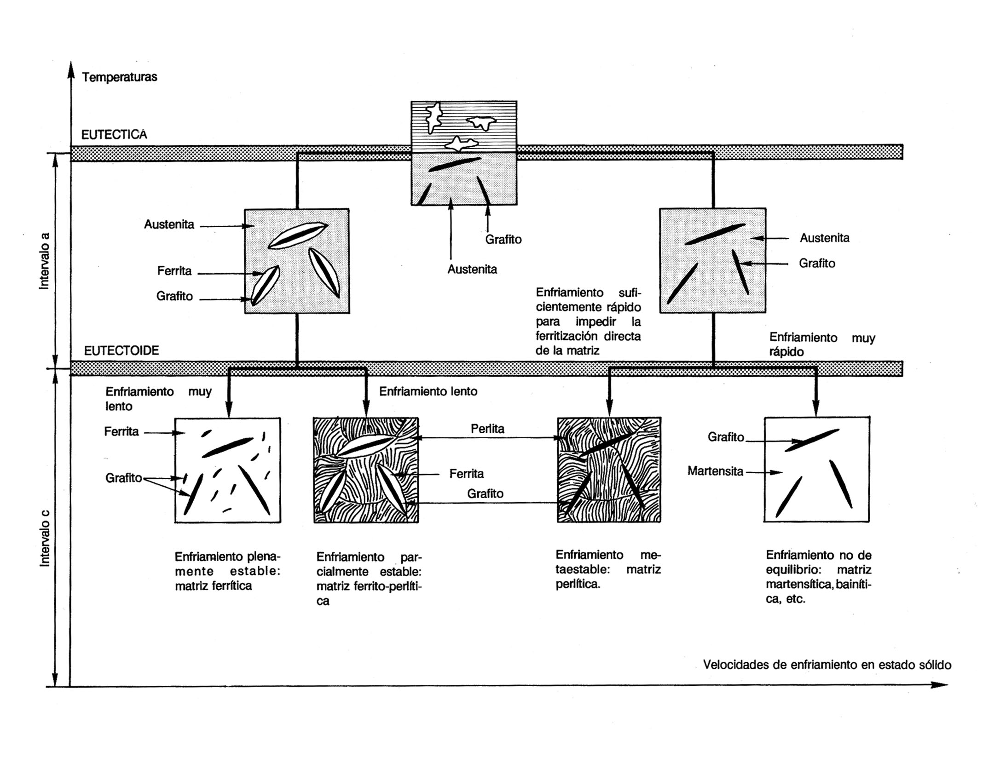 Temperaturas
EUTECTICA
Intervalo a
Austenita
Ferrita
Grafito
Grafito
Austenita
Austenita
Grafito
Enfriamiento sufi-
cientemente rápido
para impedir la
ferritización directa
de la matriz
Enfriamiento muy
rápido
EUTECTOIDE
Intervalo c
Enfriamiento muy
lento
Enfriamiento lento
Ferrita
Grafito
Perlita
Ferrita
Grafito
Grafito
Martensita
Enfriamiento plena-
mente estable:
matriz ferrítica
Enfriamiento par-
cialmente estable:
matriz ferrito-perlíti-
ca
Enfriamiento me-
taestable: matriz
perlítica.
Enfriamiento no de
equilibrio: matriz
martensítica, bainíti-
ca, etc.
Velocidades de enfriamiento en estado sólido